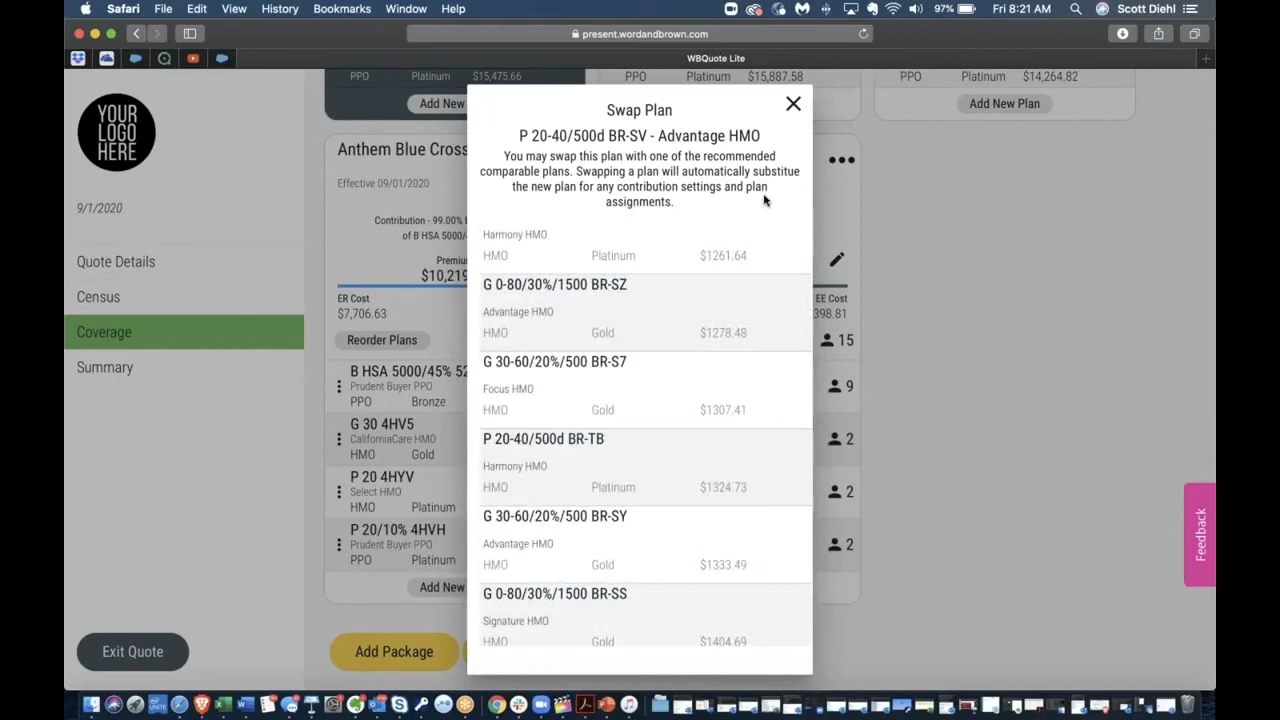 Safari File Edit View History Bookmarks Window Help
97% Fri 8:21 AM Scott Diehl
present.wordandbrown.com
WBQuote Lite
YOUR
LOGO
HERE
9/1/2020
Quote Details
Census
Coverage
Summary
Exit Quote
PPO Platinum $15,475.66
Add New
PPO Platinum $15,887.58
PPO Platinum $14,264.82
Add New Plan
Anthem Blue Cross
Effective 09/01/2020
Contribution - 99.00%
of B HSA 5000/
Premiu
$10,219
ER Cost
$7,706.63
EE Cost
398.81
Reorder Plans
15
B HSA 5000/45% 52
Prudent Buyer PPO
PPO Bronze
9
G 30 4HV5
CaliforniaCare HMO
HMO Gold
2
P 20 4HYV
Select HMO
HMO Platinum
2
P 20/10% 4HVH
Prudent Buyer PPO
PPO Platinum
2
Add New
Add Package
Swap Plan
P 20-40/500d BR-SV - Advantage HMO
You may swap this plan with one of the recommended
comparable plans. Swapping a plan will automatically substitue
the new plan for any contribution settings and plan
assignments.
Harmony HMO
HMO Platinum $1261.64
G 0-80/30%/1500 BR-SZ
Advantage HMO
HMO Gold $1278.48
G 30-60/20%/500 BR-S7
Focus HMO
HMO Gold $1307.41
P 20-40/500d BR-TB
Harmony HMO
HMO Platinum $1324.73
G 30-60/20%/500 BR-SY
Advantage HMO
HMO Gold $1333.49
G 0-80/30%/1500 BR-SS
Signature HMO
HMO Gold $1404.69
Feedback